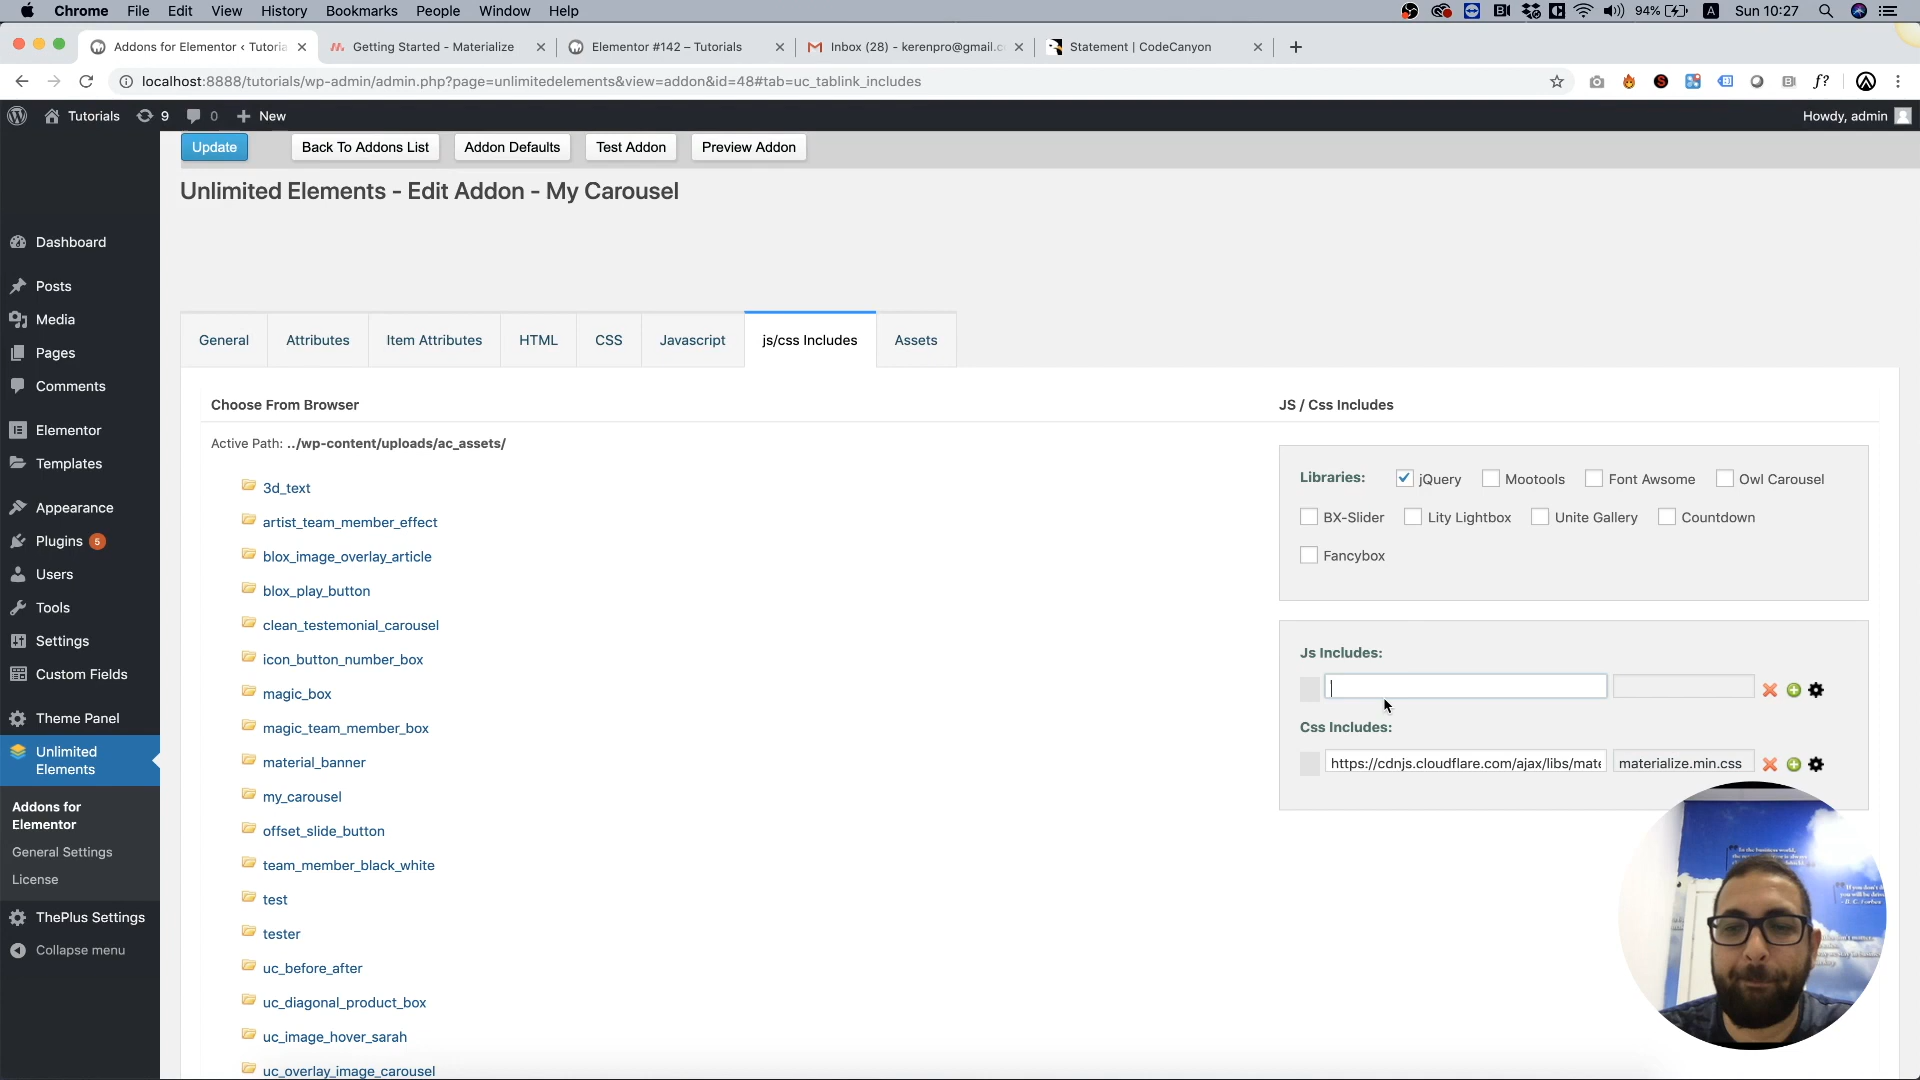 Chrome File Edit View History Bookmarks People Window Help 94% A Sun 10:27
Addons for Elementor ‹ Tutoria Getting Started - Materialize Elementor #142 – Tutorials Inbox (28) - kerenpro@gmail.c Statement | CodeCanyon
localhost:8888/tutorials/wp-admin/admin.php?page=unlimitedelements&view=addon&id=48#tab=uc_tablink_includes
Tutorials 9 0 New Howdy, admin
Update Back To Addons List Addon Defaults Test Addon Preview Addon
Unlimited Elements - Edit Addon - My Carousel
Dashboard
Posts
Media
Pages
Comments
Elementor
Templates
Appearance
Plugins 5
Users
Tools
Settings
Custom Fields
Theme Panel
Unlimited
Elements
Addons for
Elementor
General Settings
License
ThePlus Settings
Collapse menu
General Attributes Item Attributes HTML CSS Javascript js/css Includes Assets
Choose From Browser
Active Path: ../wp-content/uploads/ac_assets/
3d_text
artist_team_member_effect
blox_image_overlay_article
blox_play_button
clean_testemonial_carousel
icon_button_number_box
magic_box
magic_team_member_box
material_banner
my_carousel
offset_slide_button
team_member_black_white
test
tester
uc_before_after
uc_diagonal_product_box
uc_image_hover_sarah
uc_overlay_image_carousel
JS / Css Includes
Libraries: jQuery Mootools Font Awsome Owl Carousel
BX-Slider Lity Lightbox Unite Gallery Countdown
Fancybox
Js Includes:
Css Includes:
https://cdnjs.cloudflare.com/ajax/libs/mate materialize.min.css